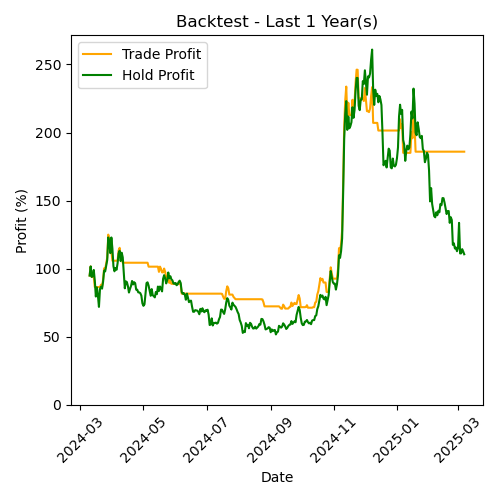 Backtest - Last 1 Year(s)
Trade Profit
Hold Profit
Profit (%)
250
200
150
100
50
0
2024-03
2024-05
2024-07
2024-09
2024-11
2025-01
2025-03
Date